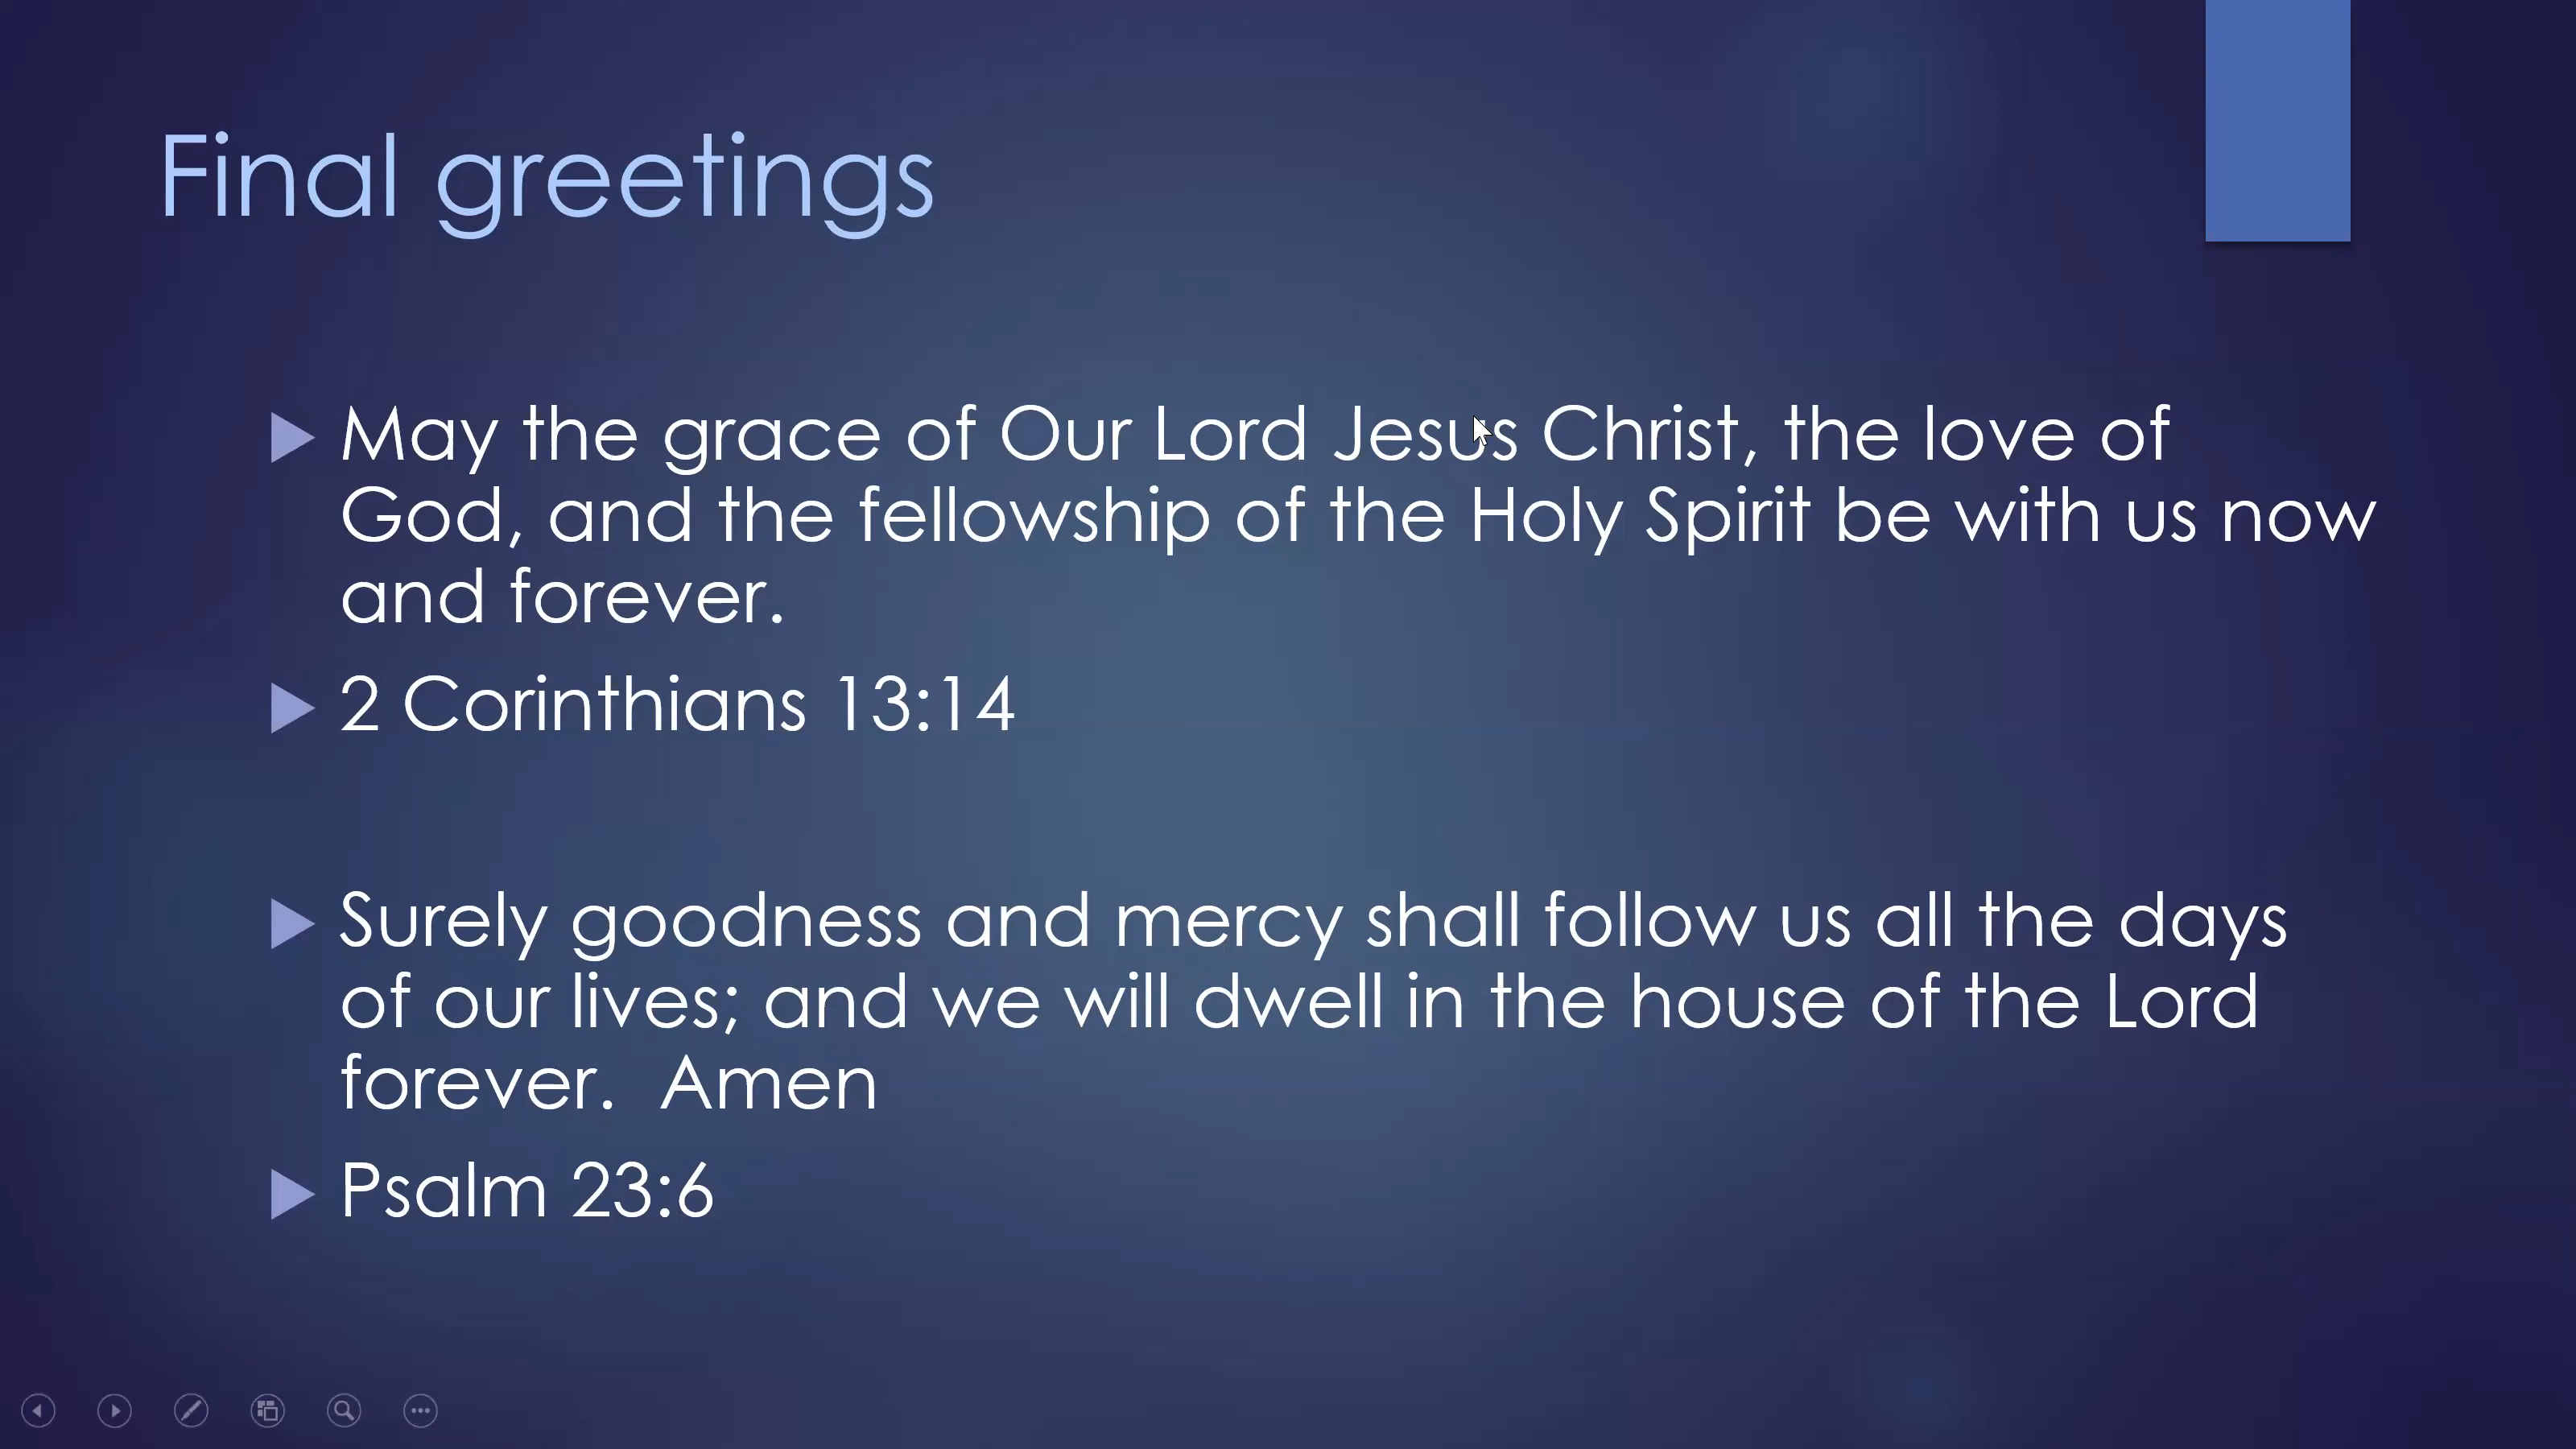 Final greetings
May the grace of Our Lord Jesus Christ, the love of
God, and the fellowship of the Holy Spirit be with us now
and forever.
2 Corinthians 13:14
Surely goodness and mercy shall follow us all the days
of our lives; and we will dwell in the house of the Lord
forever.  Amen
Psalm 23:6